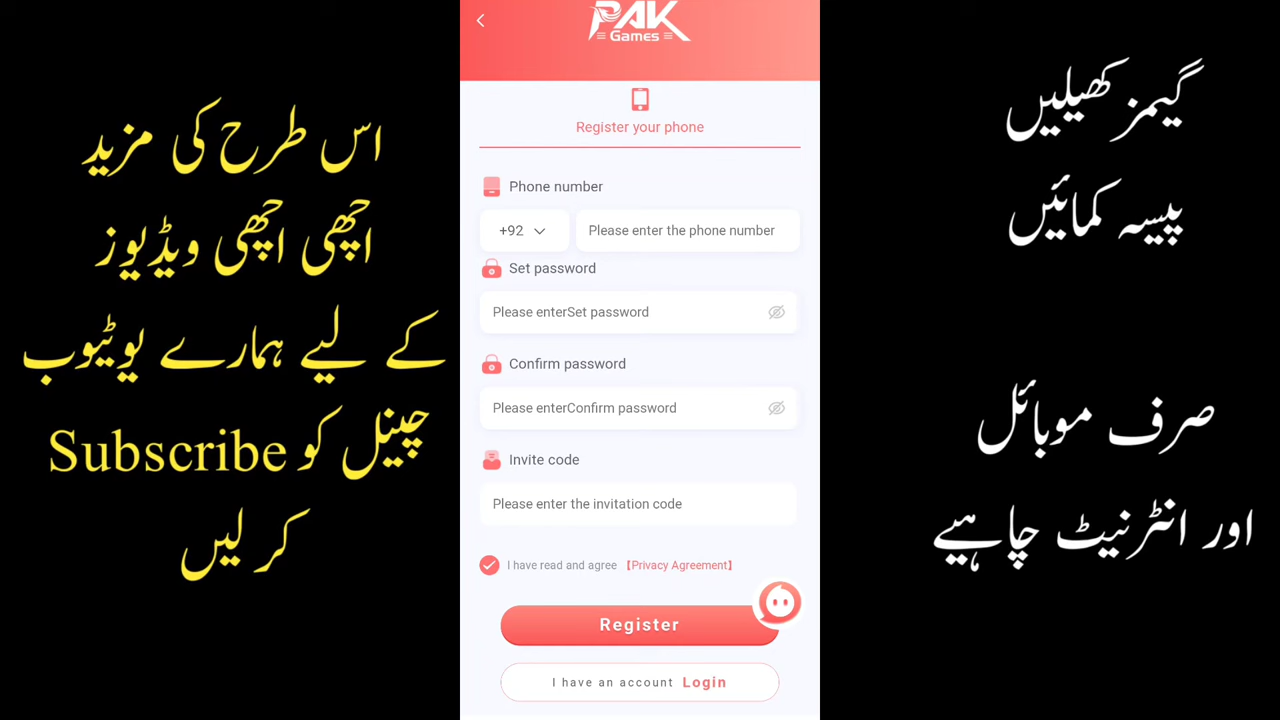 اس طرح کی مزید
اچھی اچھی ویڈیوز
کے لیے ہمارے یوٹیوب
چینل کو Subscribe
کر لیں
PAK
Games
Register your phone
Phone number
+92
Please enter the phone number
Set password
Please enterSet password
Confirm password
Please enterConfirm password
Invite code
Please enter the invitation code
I have read and agree 【Privacy Agreement】
Register
I have an account Login
گیمز کھیلیں
پیسہ کمائیں
صرف موبائل
اور انٹرنیٹ چاہیے